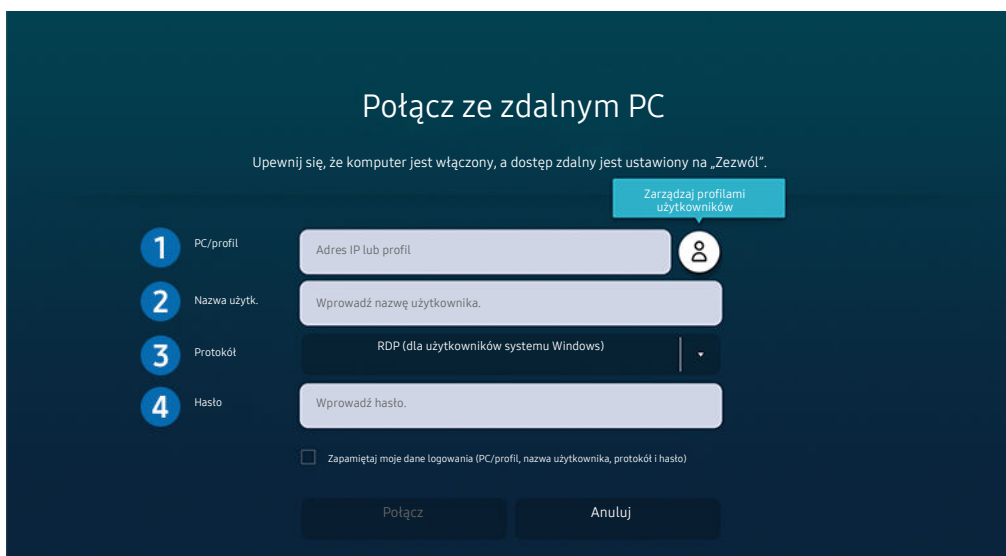 Połącz ze zdalnym PC
Upewnij się, że komputer jest włączony, a dostęp zdalny jest ustawiony na „Zezwól”.
Zarządzaj profilami
użytkowników
1 PC/profil Adres IP lub profil
2 Nazwa użytk. Wprowadź nazwę użytkownika.
3 Protokół RDP (dla użytkowników systemu Windows)
4 Hasło Wprowadź hasło.
Zapamiętaj moje dane logowania (PC/profil, nazwa użytkownika, protokół i hasło)
Połącz Anuluj